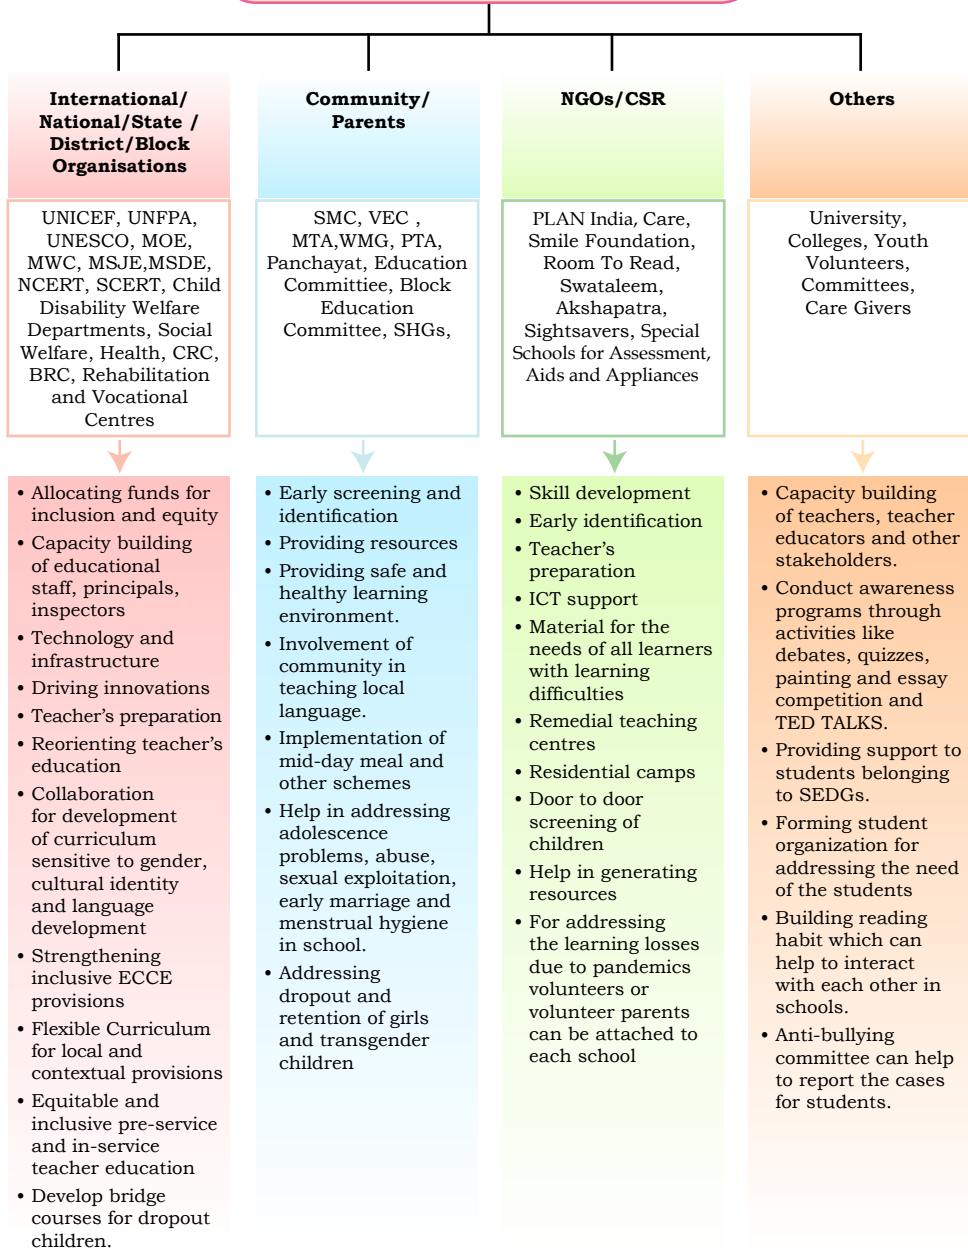 International/
National/State /
District/Block
Organisations
UNICEF, UNFPA,
UNESCO, MOE,
MWC, MSJE,MSDE,
NCERT, SCERT, Child
Disability Welfare
Departments, Social
Welfare, Health, CRC,
BRC, Rehabilitation
and Vocational
Centres
• Allocating funds for
inclusion and equity
• Capacity building
of educational
staff, principals,
inspectors
• Technology and
infrastructure
• Driving innovations
• Teacher’s preparation
• Reorienting teacher’s
education
• Collaboration
for development
of curriculum
sensitive to gender,
cultural identity
and language
development
• Strengthening
inclusive ECCE
provisions
• Flexible Curriculum
for local and
contextual provisions
• Equitable and
inclusive pre-service
and in-service
teacher education
• Develop bridge
courses for dropout
children.
Community/
Parents
SMC, VEC ,
MTA,WMG, PTA,
Panchayat, Education
Committiee, Block
Education
Committee, SHGs,
• Early screening and
identification
• Providing resources
• Providing safe and
healthy learning
environment.
• Involvement of
community in
teaching local
language.
• Implementation of
mid-day meal and
other schemes
• Help in addressing
adolescence
problems, abuse,
sexual exploitation,
early marriage and
menstrual hygiene
in school.
• Addressing
dropout and
retention of girls
and transgender
children
NGOs/CSR
PLAN India, Care,
Smile Foundation,
Room To Read,
Swataleem,
Akshapatra,
Sightsavers, Special
Schools for Assessment,
Aids and Appliances
• Skill development
• Early identification
• Teacher’s
preparation
• ICT support
• Material for the
needs of all learners
with learning
difficulties
• Remedial teaching
centres
• Residential camps
• Door to door
screening of
children
• Help in generating
resources
• For addressing
the learning losses
due to pandemics
volunteers or
volunteer parents
can be attached to
each school
Others
University,
Colleges, Youth
Volunteers,
Committees,
Care Givers
• Capacity building
of teachers, teacher
educators and other
stakeholders.
• Conduct awareness
programs through
activities like
debates, quizzes,
painting and essay
competition and
TED TALKS.
• Providing support to
students belonging
to SEDGs.
• Forming student
organization for
addressing the need
of the students
• Building reading
habit which can
help to interact
with each other in
schools.
• Anti-bullying
committee can help
to report the cases
for students.